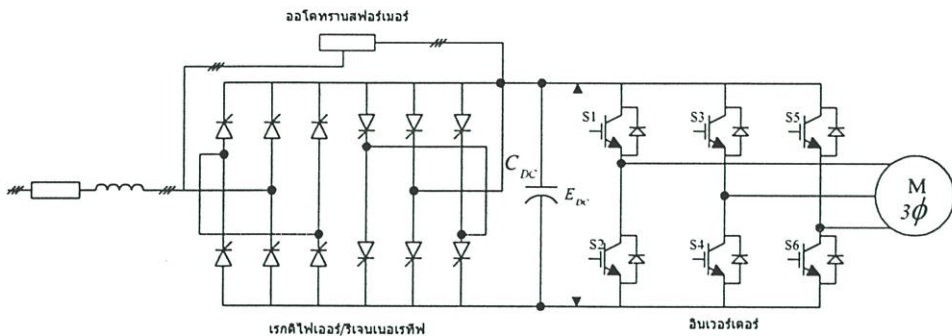 ออโตทรานสฟอร์เมอร์
S1
S3
S5
C_DC
E_DC
M
3ϕ
S2
S4
S6
เรกติไฟเออร์/รีเจนเนอเรทีฟ
อินเวอร์เตอร์